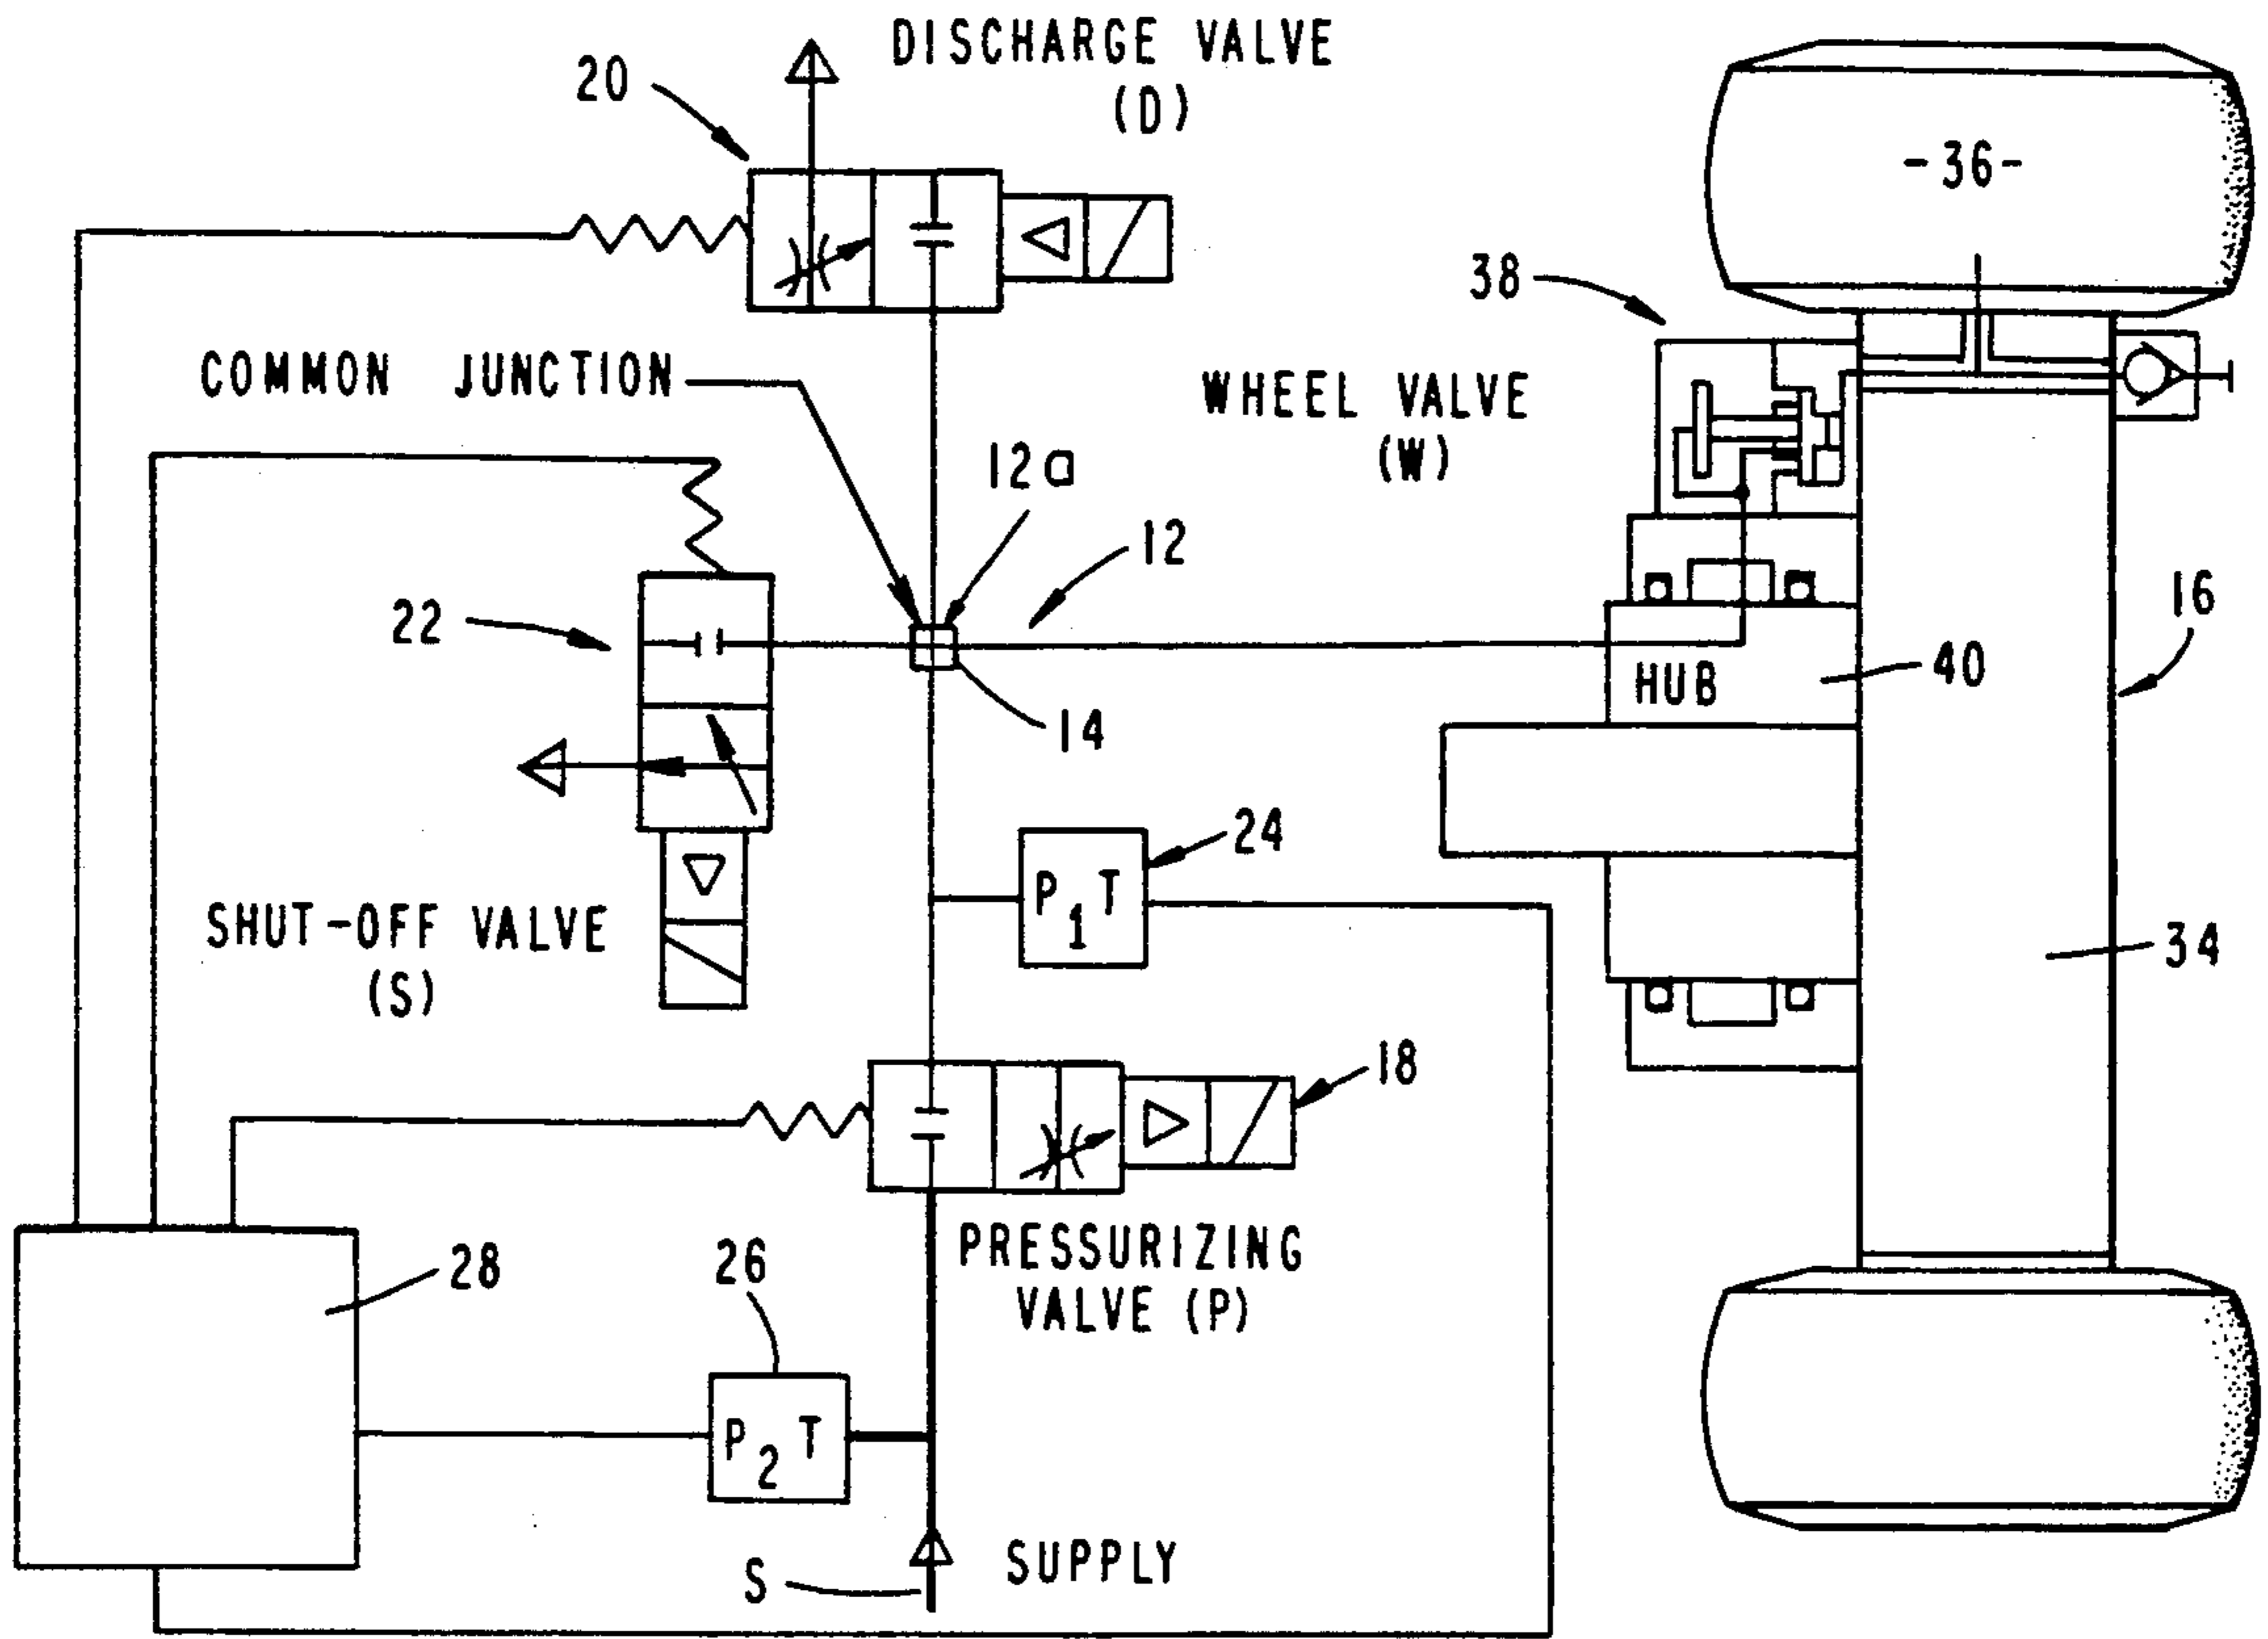 DISCHARGE VALVE
(D)
20
-36-
38
COMMON JUNCTION
WHEEL VALVE
(W)
12a
12
22
16
HUB
40
14
24
P1T
SHUT-OFF VALVE
(S)
34
18
PRESSURIZING
VALVE (P)
28
26
P2T
S
SUPPLY